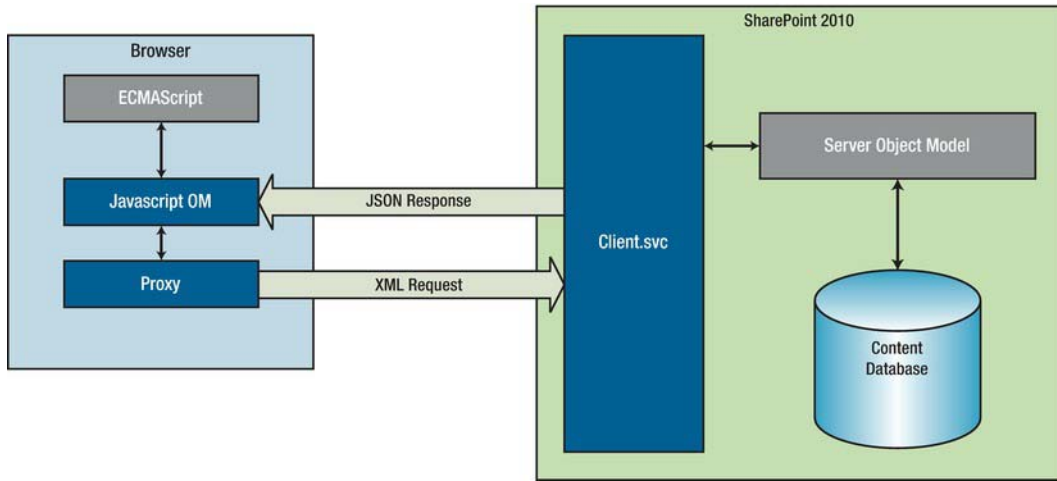 Browser
ECMAScript
Javascript OM
Proxy
JSON Response
XML Request
SharePoint 2010
Client.svc
Server Object Model
Content
Database